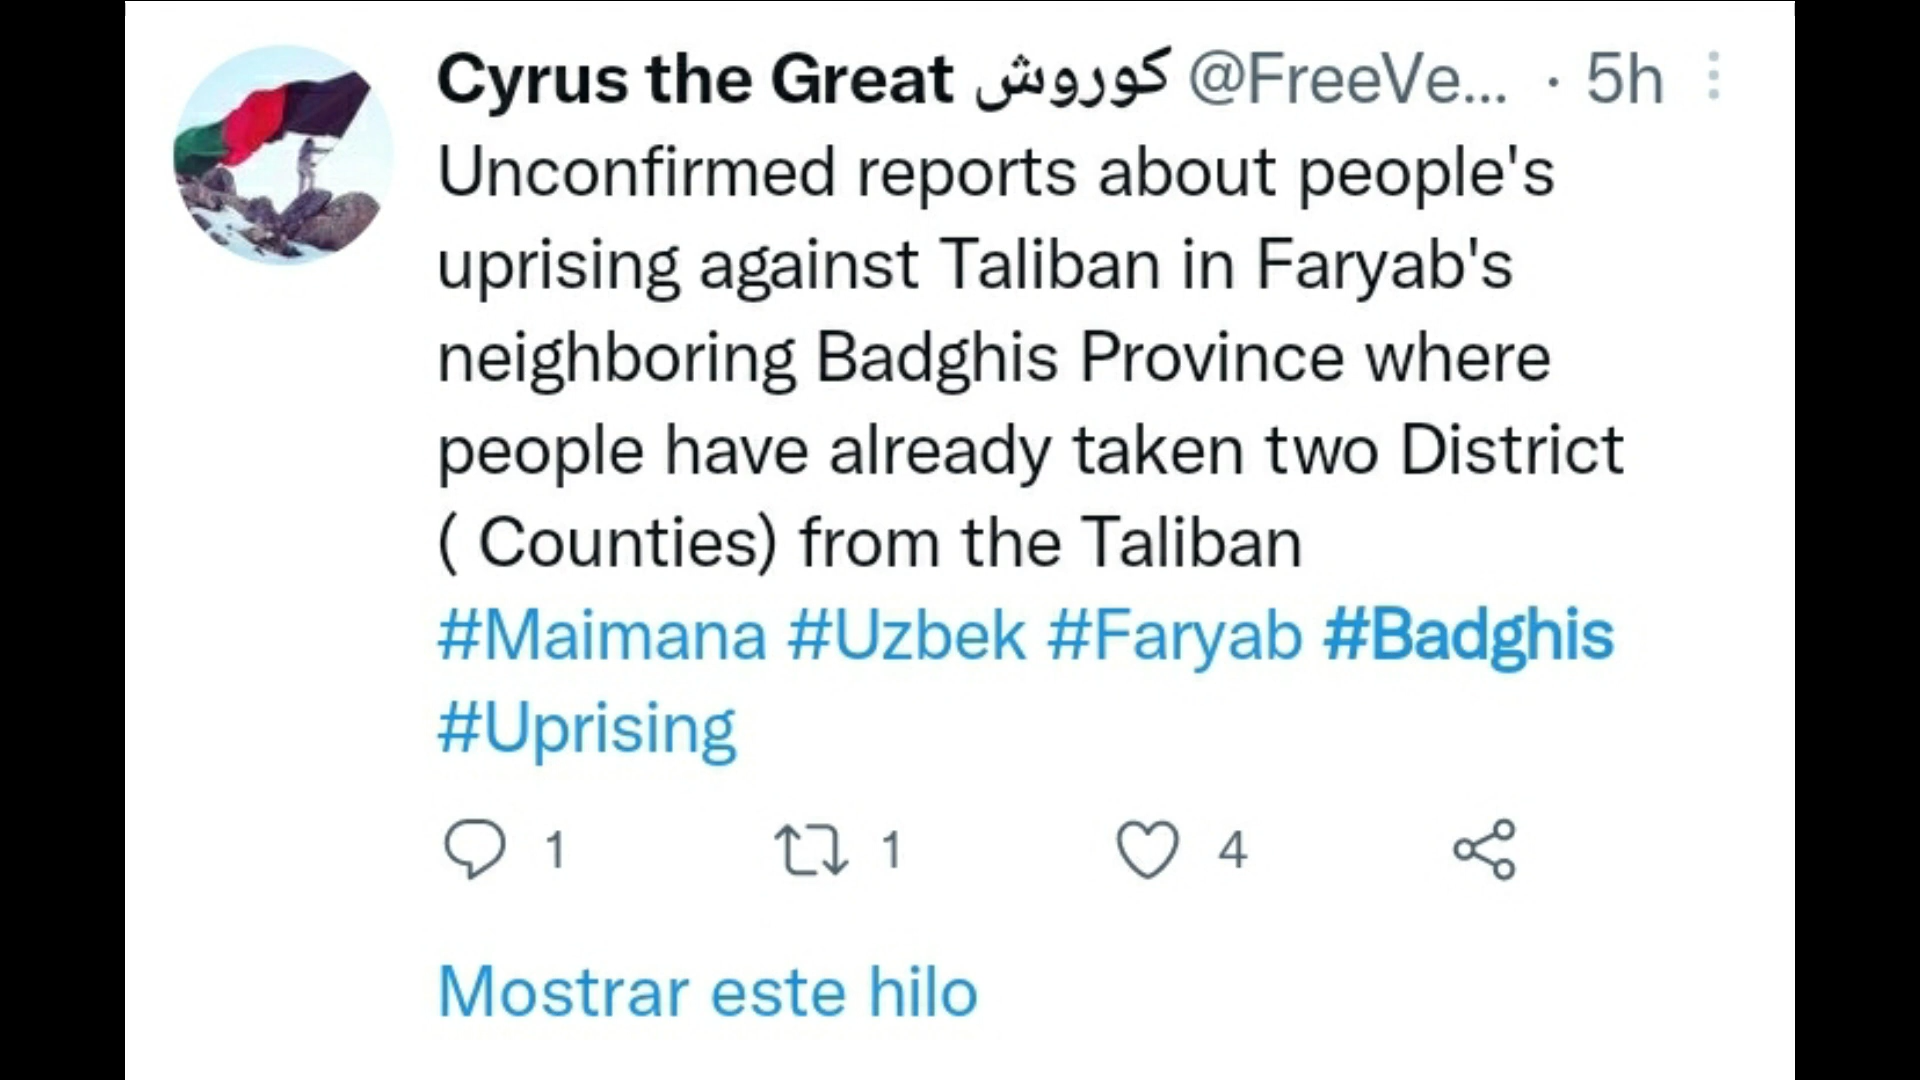 Cyrus the Great كوروش @FreeVe... · 5h
Unconfirmed reports about people's
uprising against Taliban in Faryab's
neighboring Badghis Province where
people have already taken two District
( Counties) from the Taliban
#Maimana #Uzbek #Faryab #Badghis
#Uprising
1 1 4
Mostrar este hilo